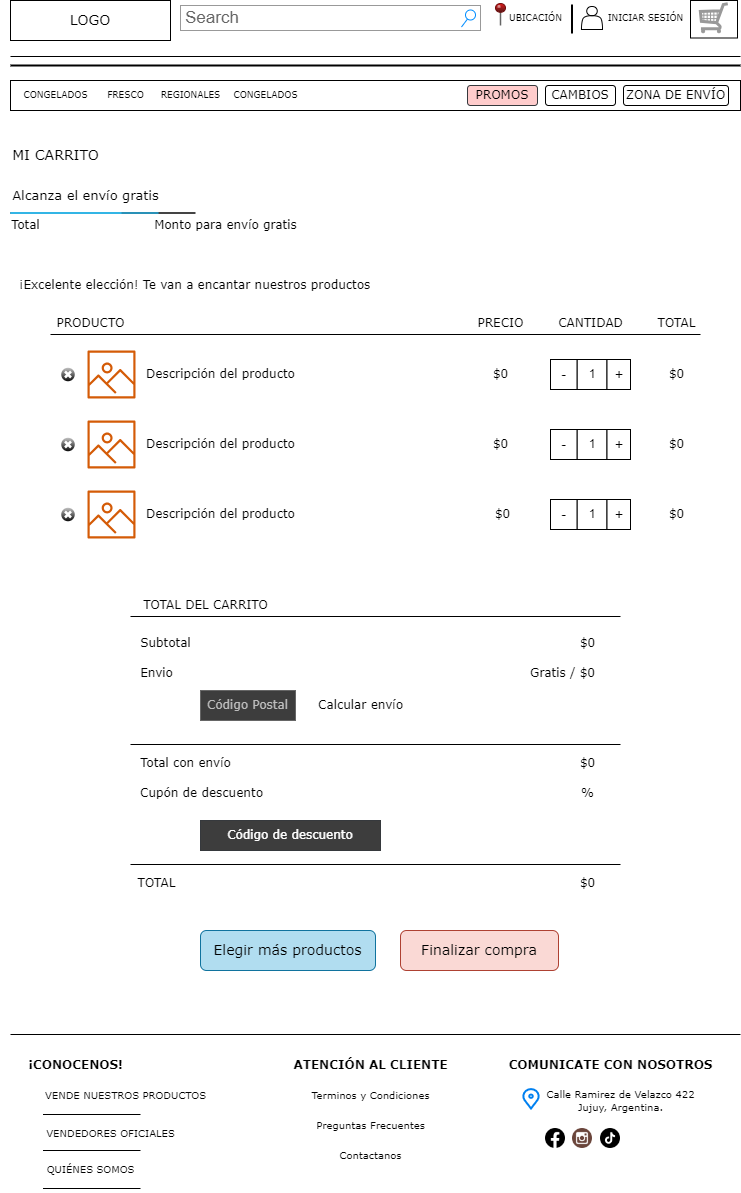 LOGO
Search
UBICACIÓN
INICIAR SESIÓN
CONGELADOS FRESCO REGIONALES CONGELADOS PROMOS CAMBIOS ZONA DE ENVÍO
MI CARRITO
Alcanza el envío gratis
Total Monto para envío gratis
¡Excelente elección! Te van a encantar nuestros productos
PRODUCTO PRECIO CANTIDAD TOTAL
Descripción del producto $0 - 1 + $0
Descripción del producto $0 - 1 + $0
Descripción del producto $0 - 1 + $0
TOTAL DEL CARRITO
Subtotal $0
Envio Gratis / $0
Código Postal Calcular envío
Total con envío $0
Cupón de descuento %
Código de descuento
TOTAL $0
Elegir más productos Finalizar compra
¡CONOCENOS! ATENCIÓN AL CLIENTE COMUNICATE CON NOSOTROS
VENDE NUESTROS PRODUCTOS
VENDEDORES OFICIALES
QUIÉNES SOMOS
Terminos y Condiciones
Preguntas Frecuentes
Contactanos
Calle Ramirez de Velazco 422
Jujuy, Argentina.